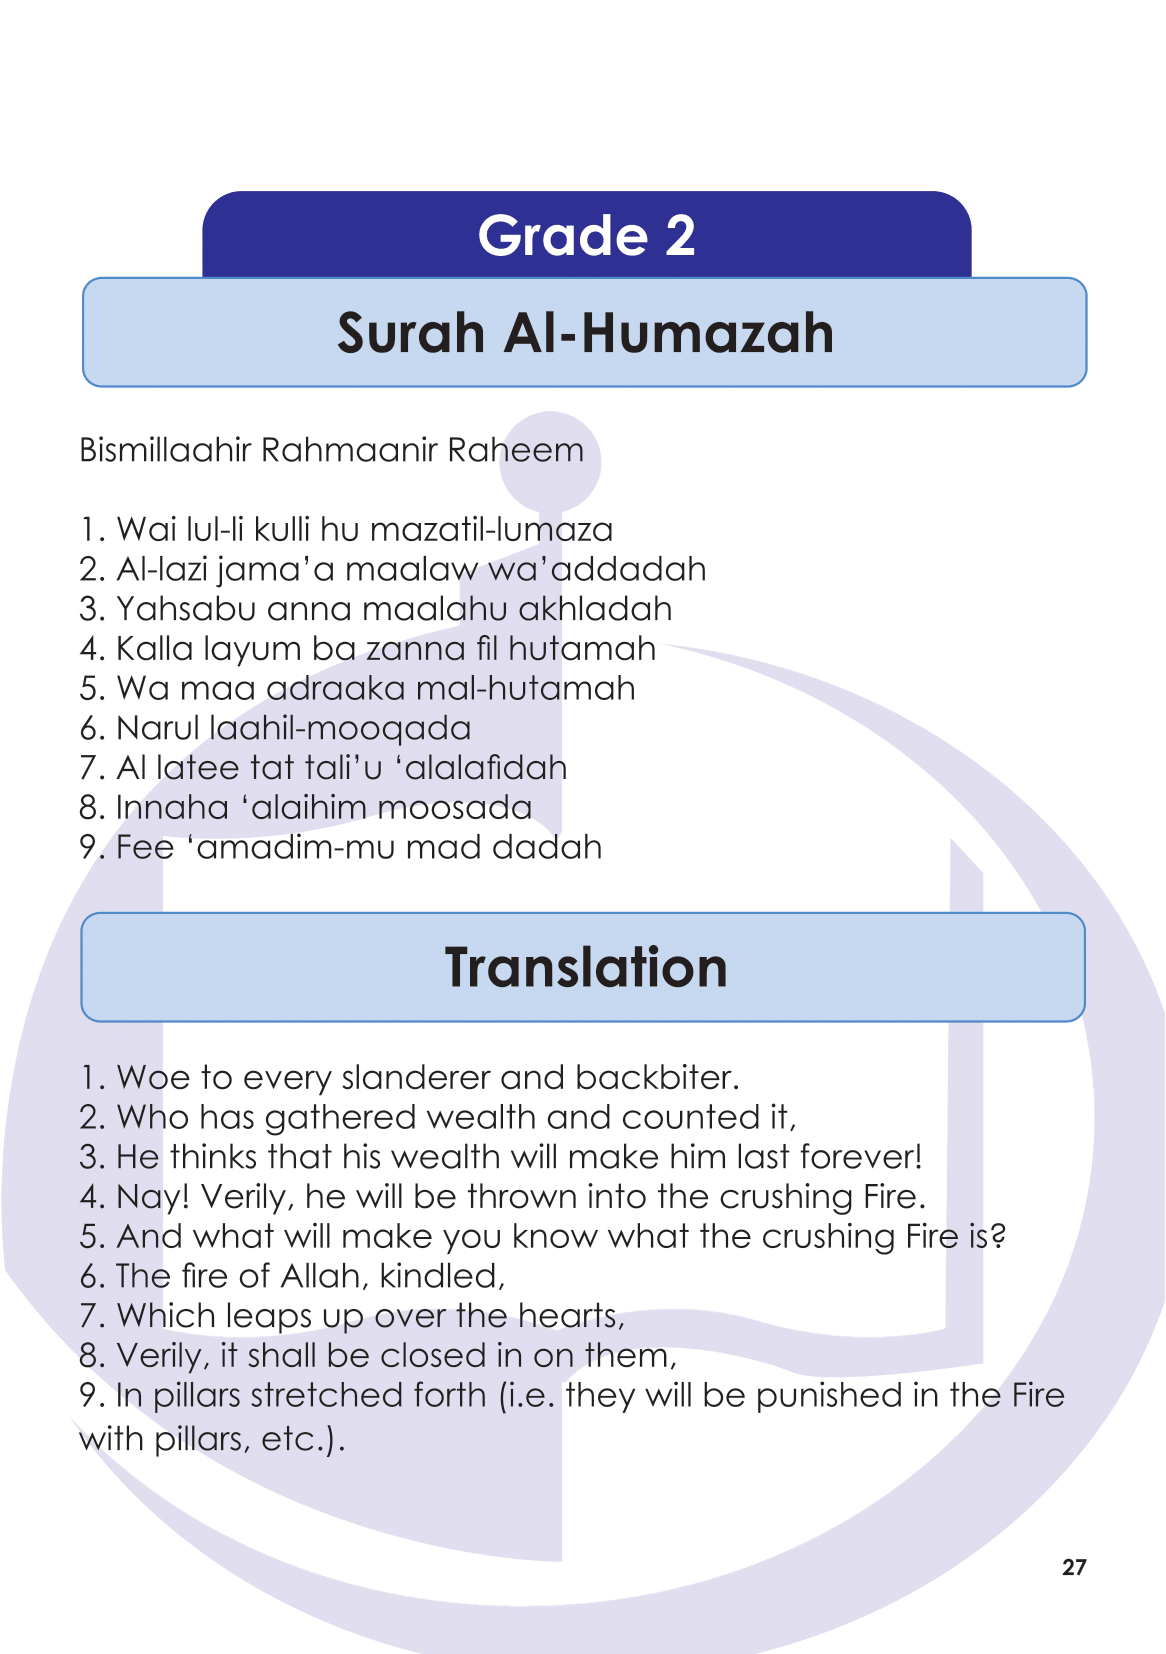 Grade 2
Surah Al-Humazah
Bismillaahir Rahmaanir Raheem
1. Wai lul-li kulli hu mazatil-lumaza
2. Al-lazi jama’a maalaw wa’addadah
3. Yahsabu anna maalahu akhladah
4. Kalla layum ba zanna fil hutamah
5. Wa maa adraaka mal-hutamah
6. Narul laahil-mooqada
7. Al latee tat tali’u ‘alalafidah
8. Innaha ‘alaihim moosada
9. Fee ‘amadim-mu mad dadah
Translation
1. Woe to every slanderer and backbiter.
2. Who has gathered wealth and counted it,
3. He thinks that his wealth will make him last forever!
4. Nay! Verily, he will be thrown into the crushing Fire.
5. And what will make you know what the crushing Fire is?
6. The fire of Allah, kindled,
7. Which leaps up over the hearts,
8. Verily, it shall be closed in on them,
9. In pillars stretched forth (i.e. they will be punished in the Fire
with pillars, etc.).
27